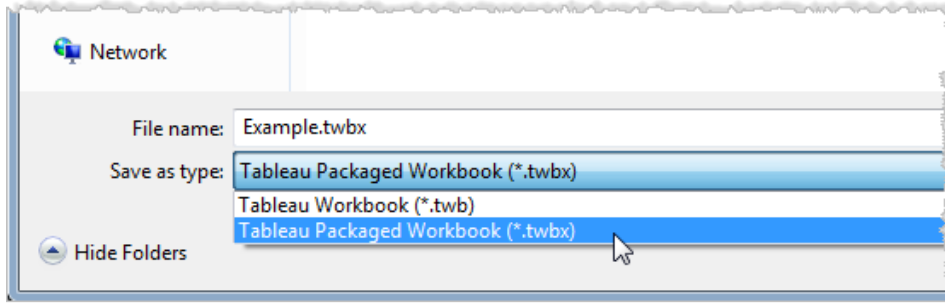 Network
File name: Example.twbx
Save as type: Tableau Packaged Workbook (*.twbx)
Tableau Workbook (*.twb)
Tableau Packaged Workbook (*.twbx)
Hide Folders